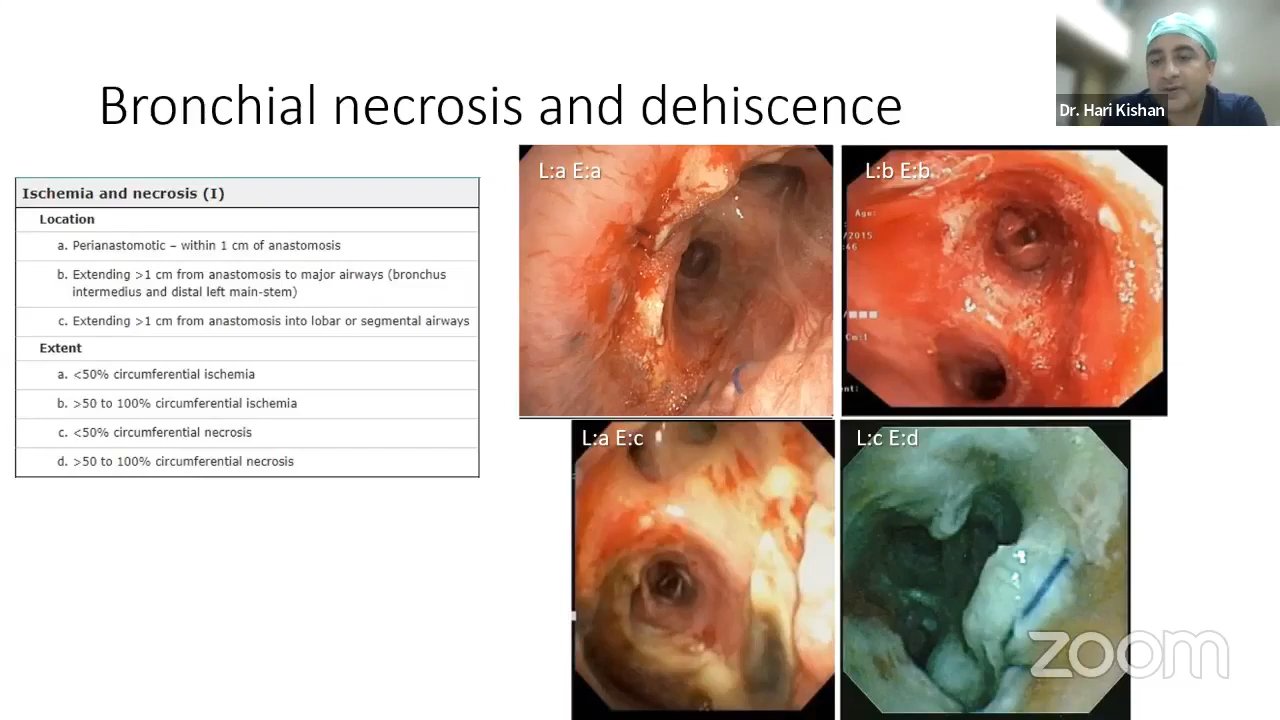 Dr. Hari Kishan
Bronchial necrosis and dehiscence
Ischemia and necrosis (I)
Location
a. Perianastomotic – within 1 cm of anastomosis
b. Extending >1 cm from anastomosis to major airways (bronchus
intermedius and distal left main-stem)
c. Extending >1 cm from anastomosis into lobar or segmental airways
Extent
a. <50% circumferential ischemia
b. >50 to 100% circumferential ischemia
c. <50% circumferential necrosis
d. >50 to 100% circumferential necrosis
L:a E:a
L:b E:b
Age:
/2015
46
L:a E:c
L:c E:d
zoom